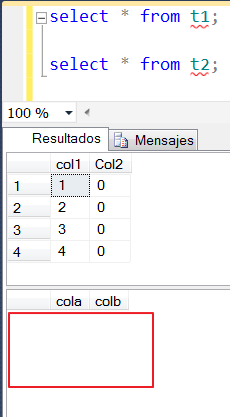 select * from t1;
select * from t2;
100 %
Resultados Mensajes
col1 Col2
1 1 0
2 2 0
3 3 0
4 4 0
cola colb